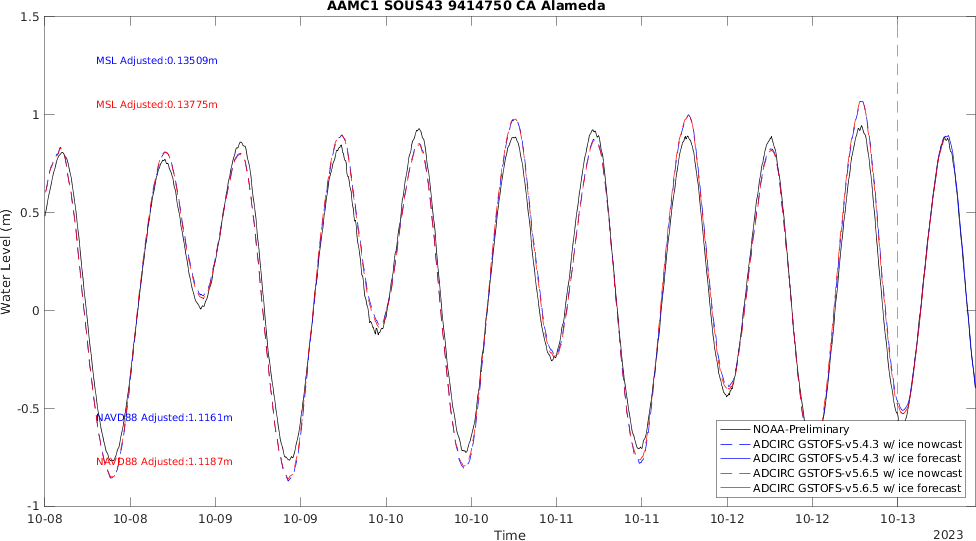 AAMC1 SOUS43 9414750 CA Alameda
1.5
MSL Adjusted:0.13509m
MSL Adjusted:0.13775m
1
0.5
Water Level (m)
0
-0.5
NAVD88 Adjusted:1.1161m
NAVD88 Adjusted:1.1187m
NOAA-Preliminary
ADCIRC GSTOFS-v5.4.3 w/ ice nowcast
ADCIRC GSTOFS-v5.4.3 w/ ice forecast
ADCIRC GSTOFS-v5.6.5 w/ ice nowcast
ADCIRC GSTOFS-v5.6.5 w/ ice forecast
-1
10-08 10-08 10-09 10-09 10-10 10-10 10-11 10-11 10-12 10-12 10-13
Time
2023